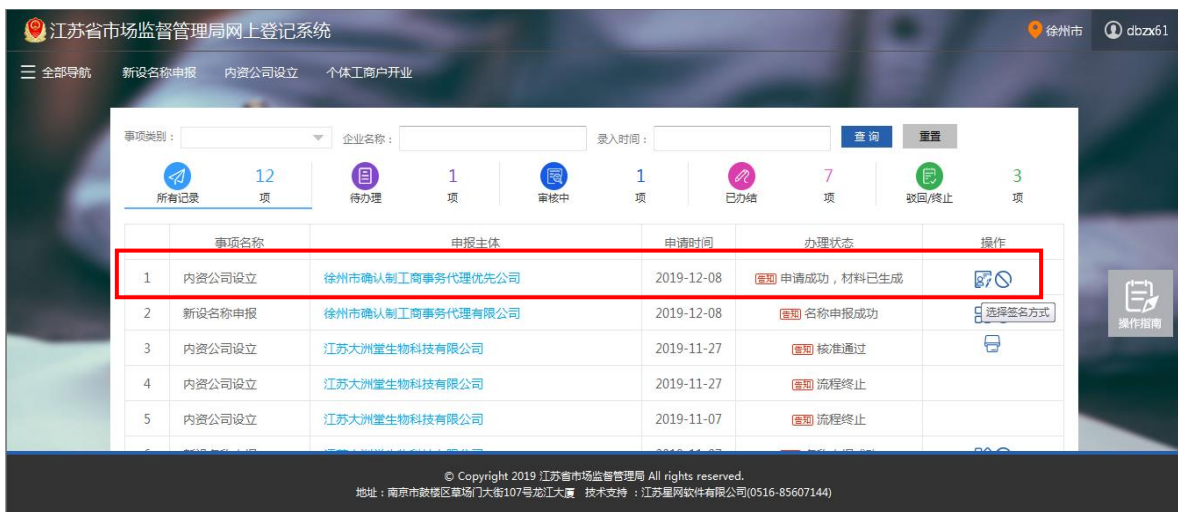 江苏省市场监督管理局网上登记系统 徐州市 dbzx61
全部导航 新设名称申报 内资公司设立 个体工商户开业
事项类别： 企业名称： 录入时间： 查询 重置
12 1 1 7 3
所有记录 项 待办理 项 审核中 项 已办结 项 驳回/终止 项
事项名称 申报主体 申请时间 办理状态 操作
1 内资公司设立 徐州市确认制工商事务代理优先公司 2019-12-08 告知 申请成功，材料已生成
2 新设名称申报 徐州市确认制工商事务代理有限公司 2019-12-08 告知 名称申报成功 选择签名方式
操作指南
3 内资公司设立 江苏大洲堂生物科技有限公司 2019-11-27 告知 核准通过
4 内资公司设立 江苏大洲堂生物科技有限公司 2019-11-27 告知 流程终止
5 内资公司设立 江苏大洲堂生物科技有限公司 2019-11-07 告知 流程终止
© Copyright 2019 江苏省市场监督管理局 All rights reserved.
地址：南京市鼓楼区草场门大街107号龙江大厦 技术支持 ：江苏星网软件有限公司(0516-85607144)